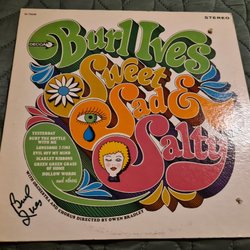 DECCA
STEREO
Burl Ives
Sweet
Sad &
Salty
YESTERDAY
BURY THE BOTTLE WITH ME
LONESOME 7-7203
EVIL OFF MY MIND
SCARLET RIBBONS
GREEN GREEN GRASS OF HOME
HOLLOW WORDS
and others
WITH ORCHESTRA AND CHORUS DIRECTED BY OWEN BRADLEY
Burl
Ives